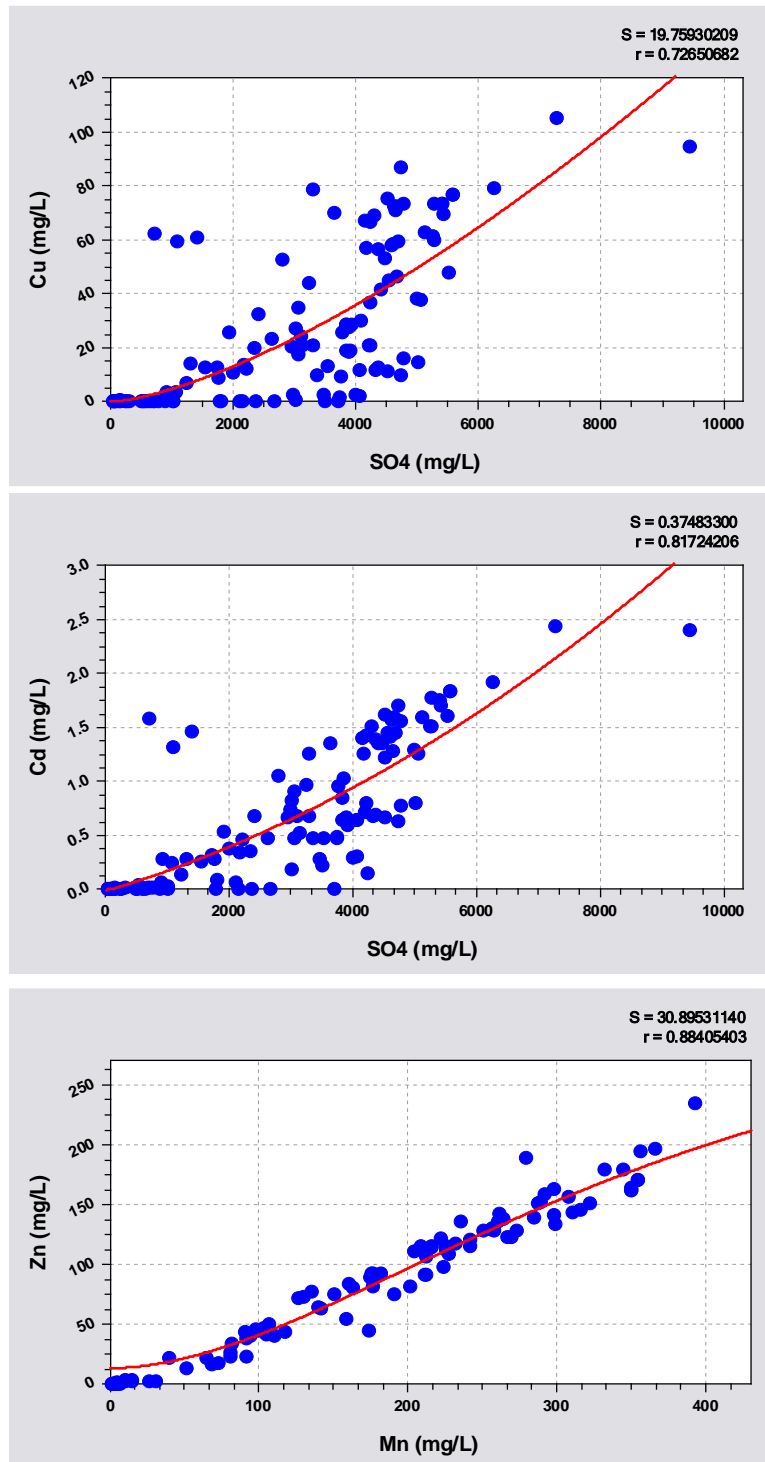 S = 19.75930209
r = 0.72650682
120
100
80
60
40
20
0
Cu (mg/L)
0 2000 4000 6000 8000 10000
SO4 (mg/L)
S = 0.37483300
r = 0.81724206
3.0
2.5
2.0
1.5
1.0
0.5
0.0
Cd (mg/L)
0 2000 4000 6000 8000 10000
SO4 (mg/L)
S = 30.89531140
r = 0.88405403
250
200
150
100
50
0
Zn (mg/L)
100 200 300 400
Mn (mg/L)